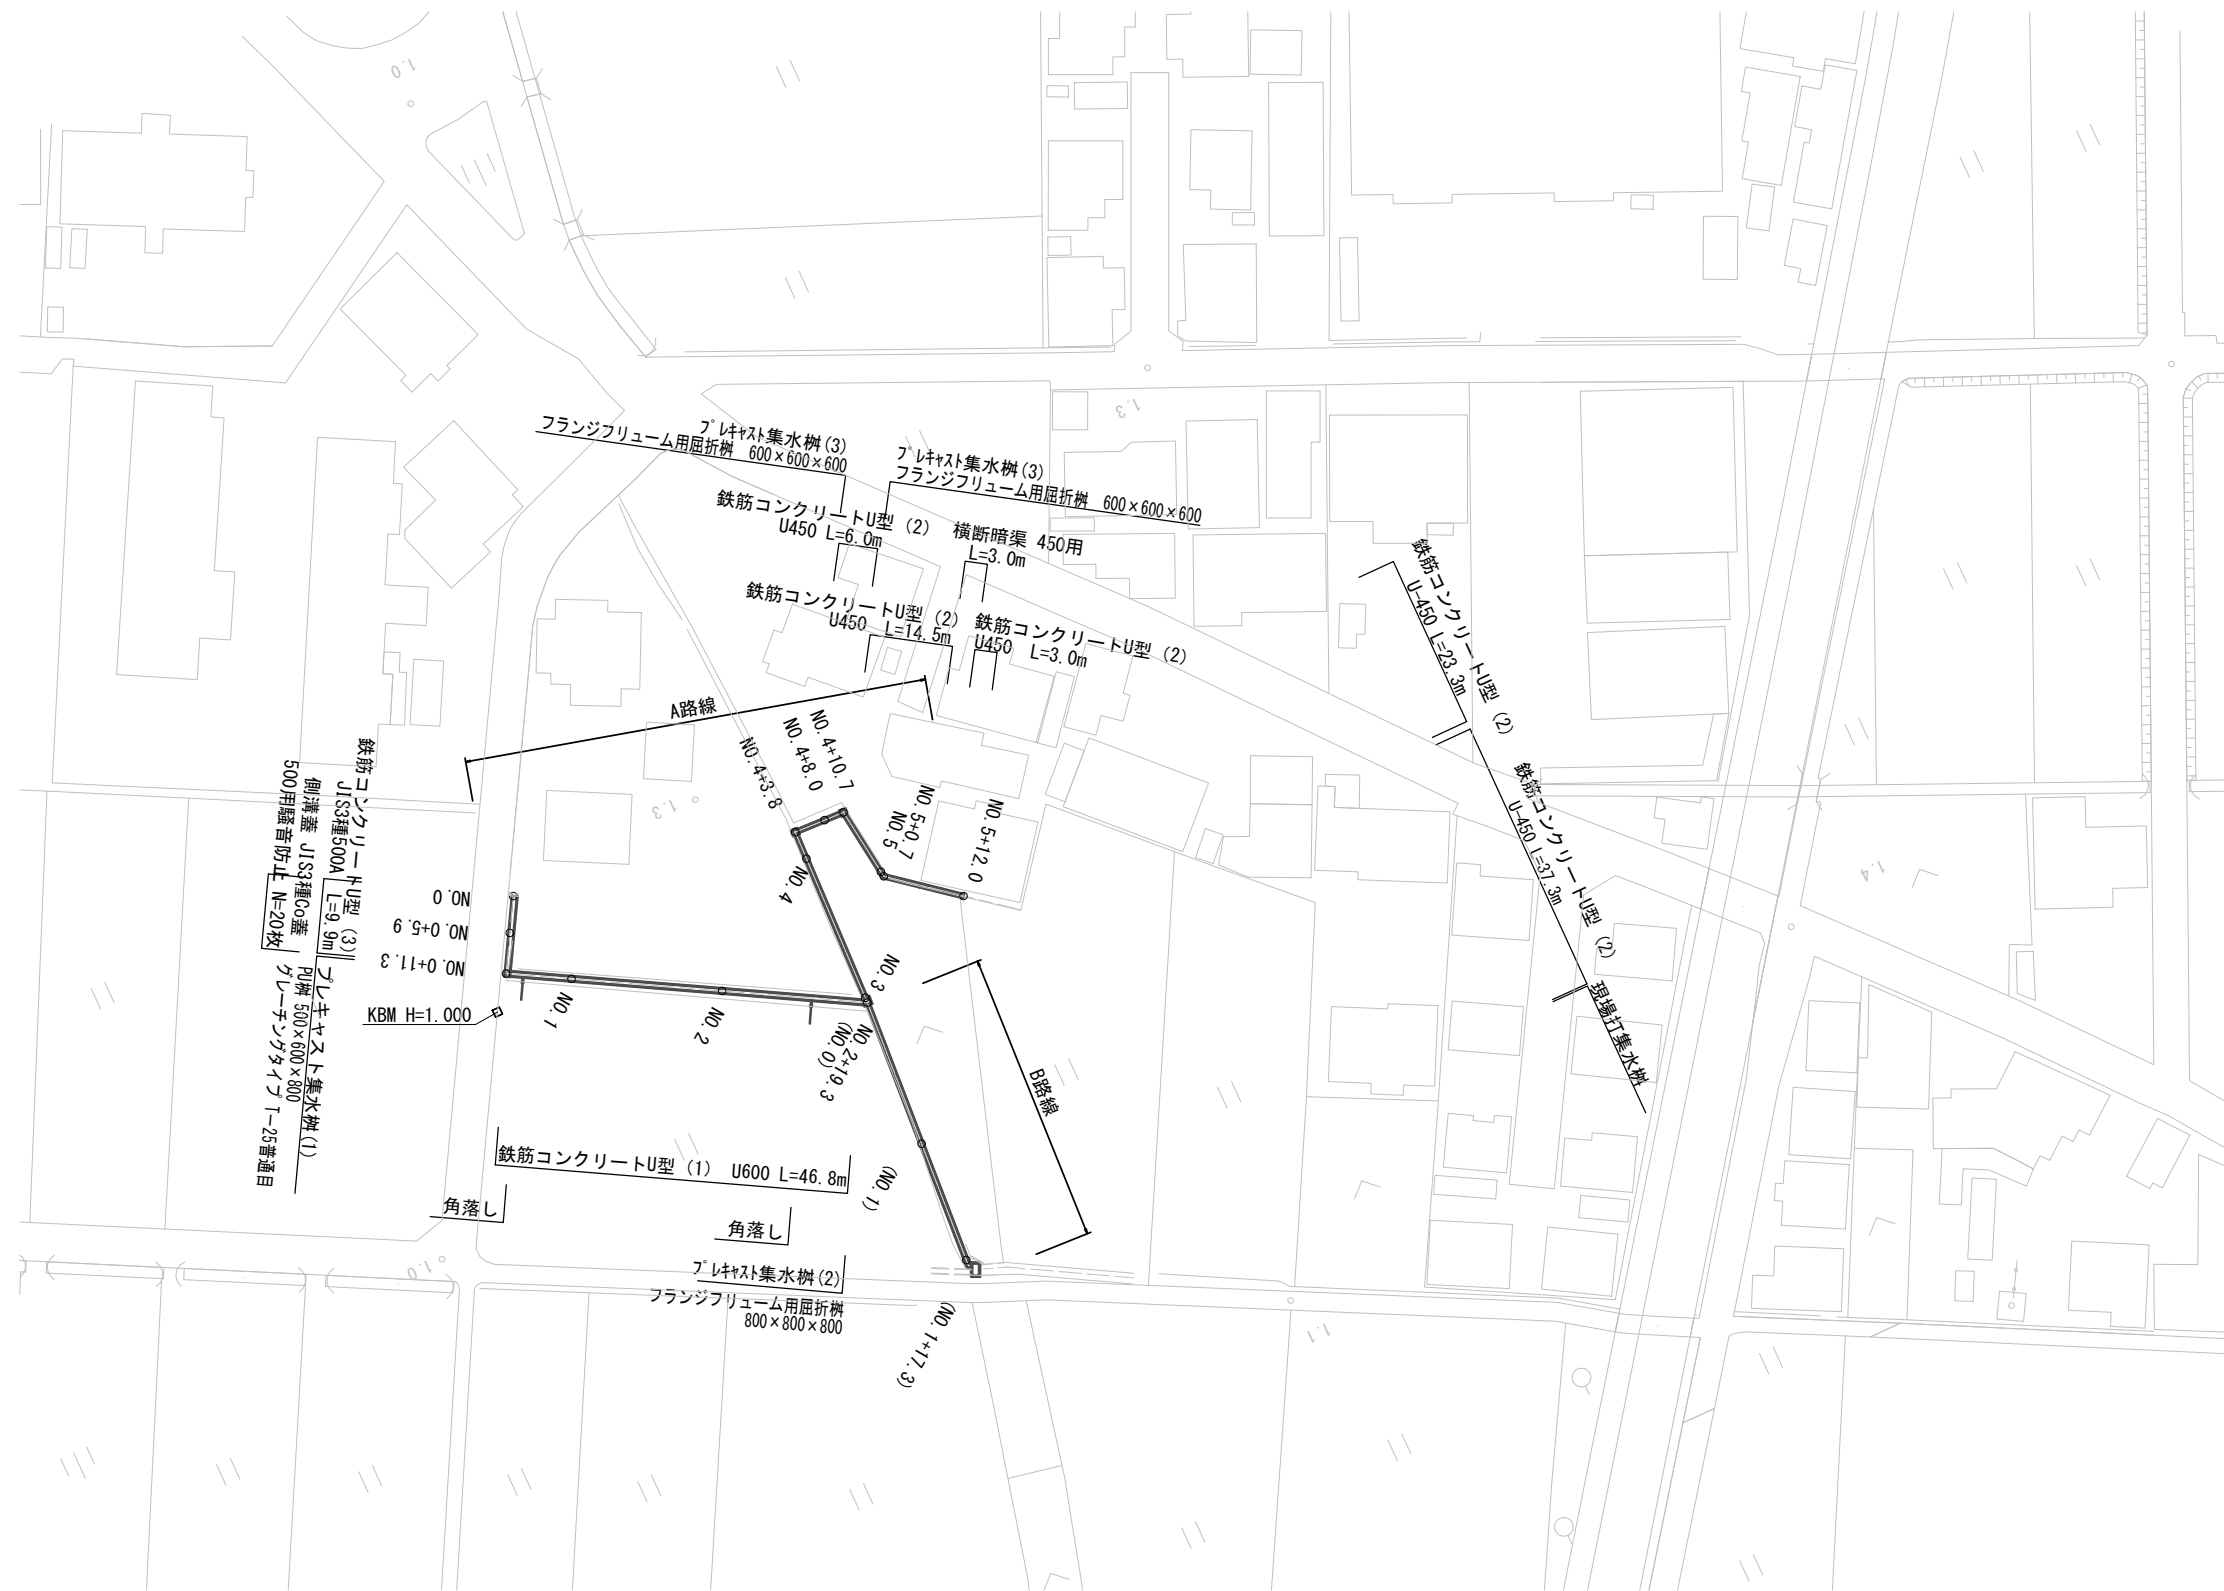 1.0
プレキャスト集水桝(3)
フランジフリューム用屈折桝 600×600×600
プレキャスト集水桝(3)
フランジフリューム用屈折桝 600×600×600
1.3
鉄筋コンクリートU型 (2)
U450 L=6.0m
横断暗渠 450用
L=3.0m
鉄筋コンクリートU型 (2)
U450 L=14.5m
鉄筋コンクリートU型 (2)
U450 L=3.0m
鉄筋コンクリートU型 (2)
U-450 L=23.3m
鉄筋コンクリートU型 (2)
U-450 L=37.3m
現場打集水桝
A路線
NO.4+3.8
NO.4+8.0
NO.4+10.7
NO.5
NO.5+0.7
NO.5+12.0
1.3
1.4
鉄筋コンクリートU型 (3)
JIS3種500A L=9.9m
側溝蓋 JIS3種Co蓋
500用騒音防止 N=20枚
NO.0
NO.0+5.9
NO.0+11.3
プレキャスト集水桝(1)
PU桝 500×600×800
グレーチングタイプ T-25普通目
KBM H=1.000
NO.1
NO.2
NO.2+19.3
(NO.0)
NO.3
NO.4
B路線
鉄筋コンクリートU型 (1) U600 L=46.8m
(NO.1)
角落し
角落し
プレキャスト集水桝(2)
フランジフリューム用屈折桝
800×800×800
(NO.1+17.3)
1.0
1.1